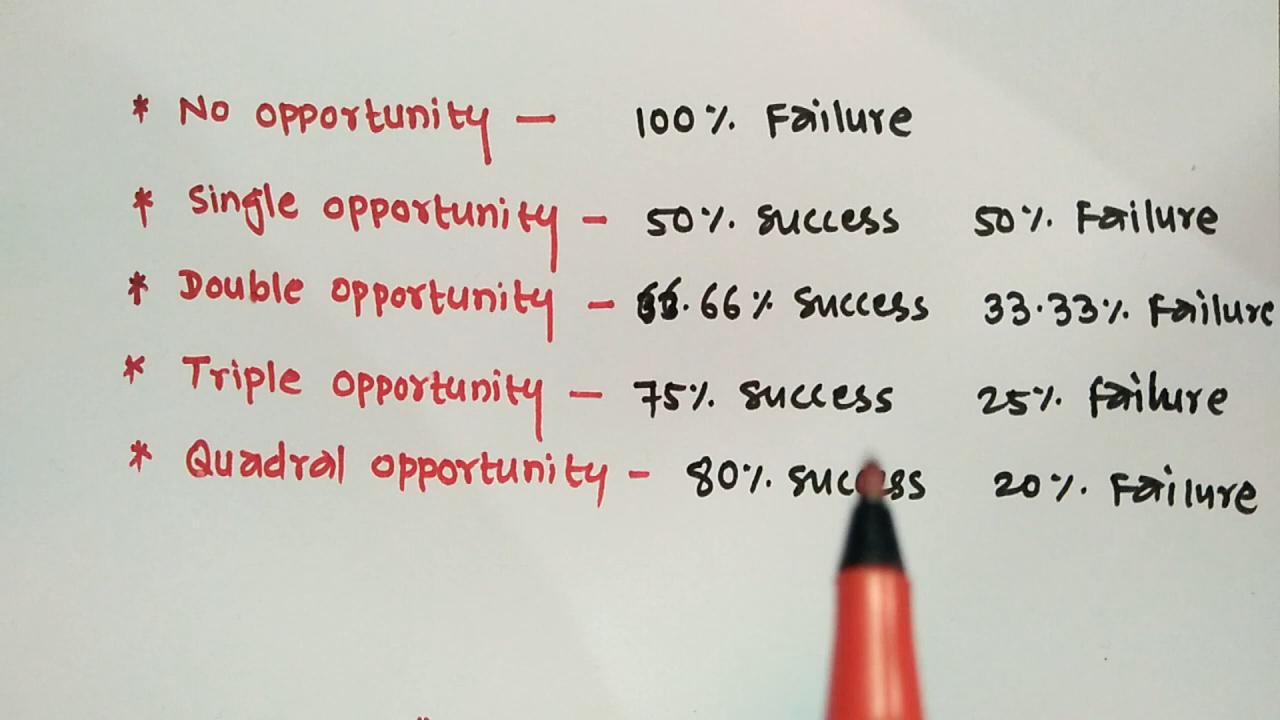 * No opportunity — 100% Failure
* Single opportunity - 50% success 50% Failure
* Double opportunity - 66.66% Success 33.33% Failure
* Triple opportunity — 75% success 25% failure
* Quadral opportunity - 80% success 20% Failure